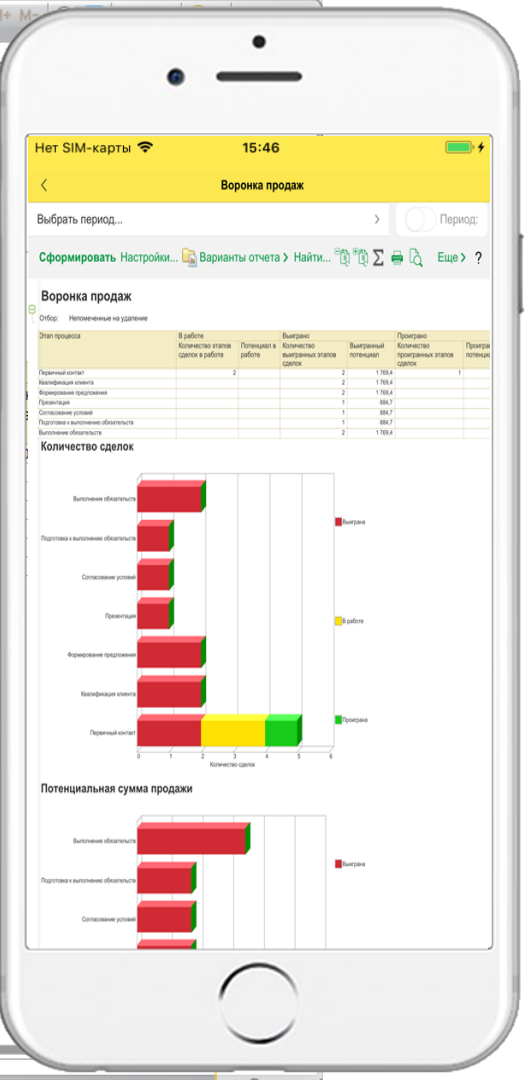 Нет SIM-карты 15:46
Воронка продаж
Выбрать период... Период:
Сформировать Настройки... Варианты отчета Найти... Σ Еще ?
Воронка продаж
Отбор: Непомеченные на удаление
Этап процесса В работе Выиграно Проиграно
Количество этапов сделок в работе Потенциал в работе Количество выигранных этапов сделок Выигранный потенциал Количество проигранных этапов сделок
Первичный контакт 2 2 1 769,4 1
Квалификация клиента 2 1 769,4
Формирование предложения 2 1 769,4
Презентация 1 884,7
Согласование условий 1 884,7
Подготовка к выполнению обязательств 1 884,7
Выполнение обязательств 2 1 769,4
Количество сделок
Выполнение обязательств
Выиграна
Подготовка к выполнению обязательств
Согласование условий
Презентация
В работе
Формирование предложения
Квалификация клиента
Проиграна
Первичный контакт
0 1 2 3 4 5 6
Количество сделок
Потенциальная сумма продажи
Выполнение обязательств
Выиграна
Подготовка к выполнению обязательств
Согласование условий